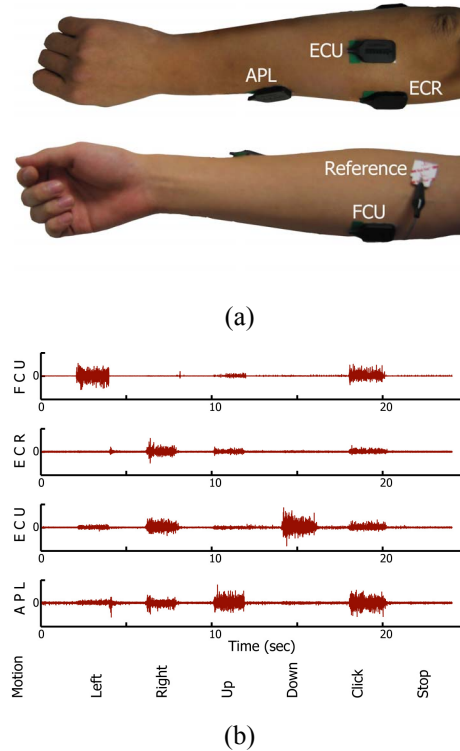 ECU
APL
ECR
Reference
FCU
(a)
FCU
0
0 10 20
ECR
0
0 10 20
ECU
0
0 10 20
APL
0
0 10 20
Time (sec)
Motion Left Right Up Down Click Stop
(b)